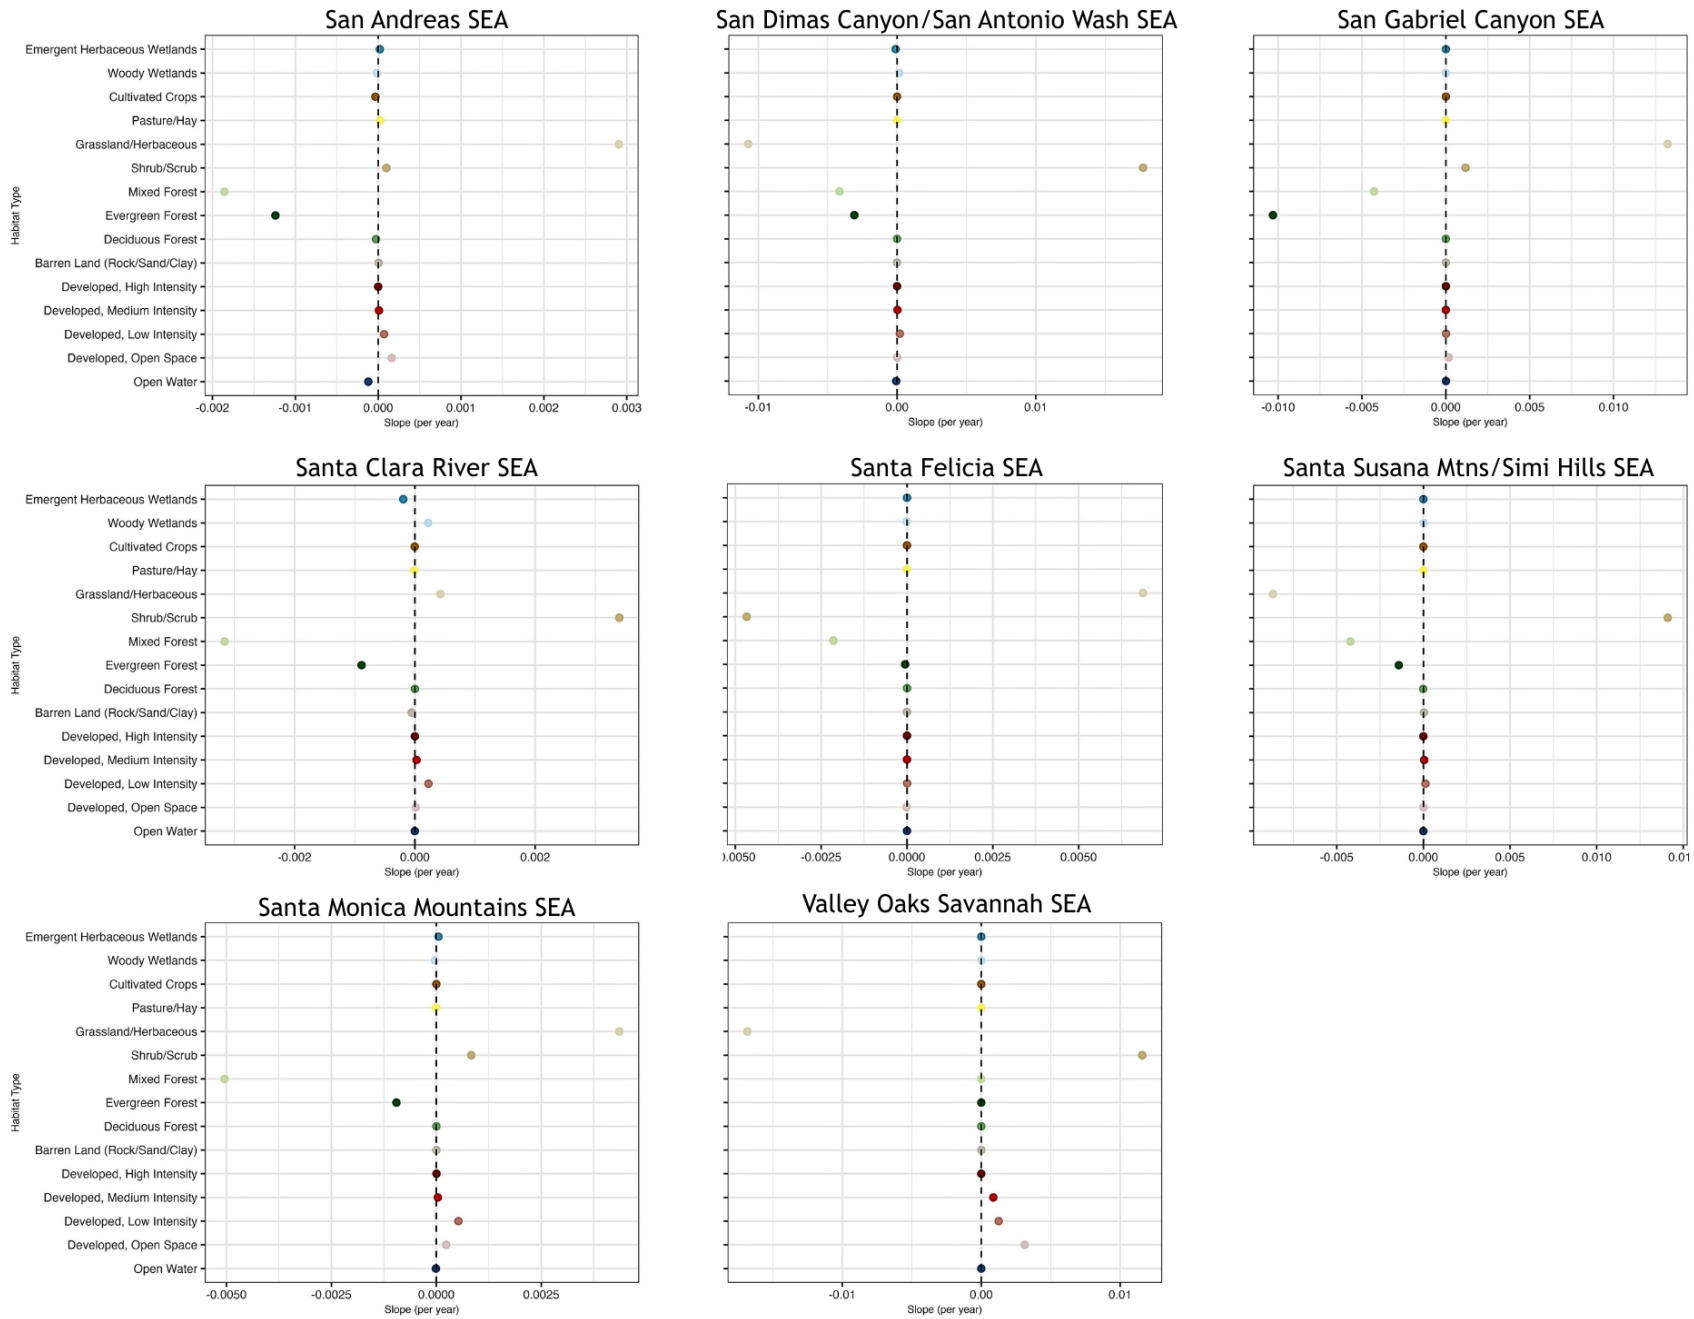 San Andreas SEA
San Dimas Canyon/San Antonio Wash SEA
San Gabriel Canyon SEA
Habitat Type
Emergent Herbaceous Wetlands
Woody Wetlands
Cultivated Crops
Pasture/Hay
Grassland/Herbaceous
Shrub/Scrub
Mixed Forest
Evergreen Forest
Deciduous Forest
Barren Land (Rock/Sand/Clay)
Developed, High Intensity
Developed, Medium Intensity
Developed, Low Intensity
Developed, Open Space
Open Water
-0.002 -0.001 0.000 0.001 0.002 0.003
Slope (per year)
-0.01 0.00 0.01
Slope (per year)
-0.010 -0.005 0.000 0.005 0.010
Slope (per year)
Santa Clara River SEA
Santa Felicia SEA
Santa Susana Mtns/Simi Hills SEA
Habitat Type
Emergent Herbaceous Wetlands
Woody Wetlands
Cultivated Crops
Pasture/Hay
Grassland/Herbaceous
Shrub/Scrub
Mixed Forest
Evergreen Forest
Deciduous Forest
Barren Land (Rock/Sand/Clay)
Developed, High Intensity
Developed, Medium Intensity
Developed, Low Intensity
Developed, Open Space
Open Water
-0.002 0.000 0.002
Slope (per year)
0.0050 -0.0025 0.0000 0.0025 0.0050
Slope (per year)
-0.005 0.000 0.005 0.010 0.01
Slope (per year)
Santa Monica Mountains SEA
Valley Oaks Savannah SEA
Habitat Type
Emergent Herbaceous Wetlands
Woody Wetlands
Cultivated Crops
Pasture/Hay
Grassland/Herbaceous
Shrub/Scrub
Mixed Forest
Evergreen Forest
Deciduous Forest
Barren Land (Rock/Sand/Clay)
Developed, High Intensity
Developed, Medium Intensity
Developed, Low Intensity
Developed, Open Space
Open Water
-0.0050 -0.0025 0.0000 0.0025
Slope (per year)
-0.01 0.00 0.01
Slope (per year)